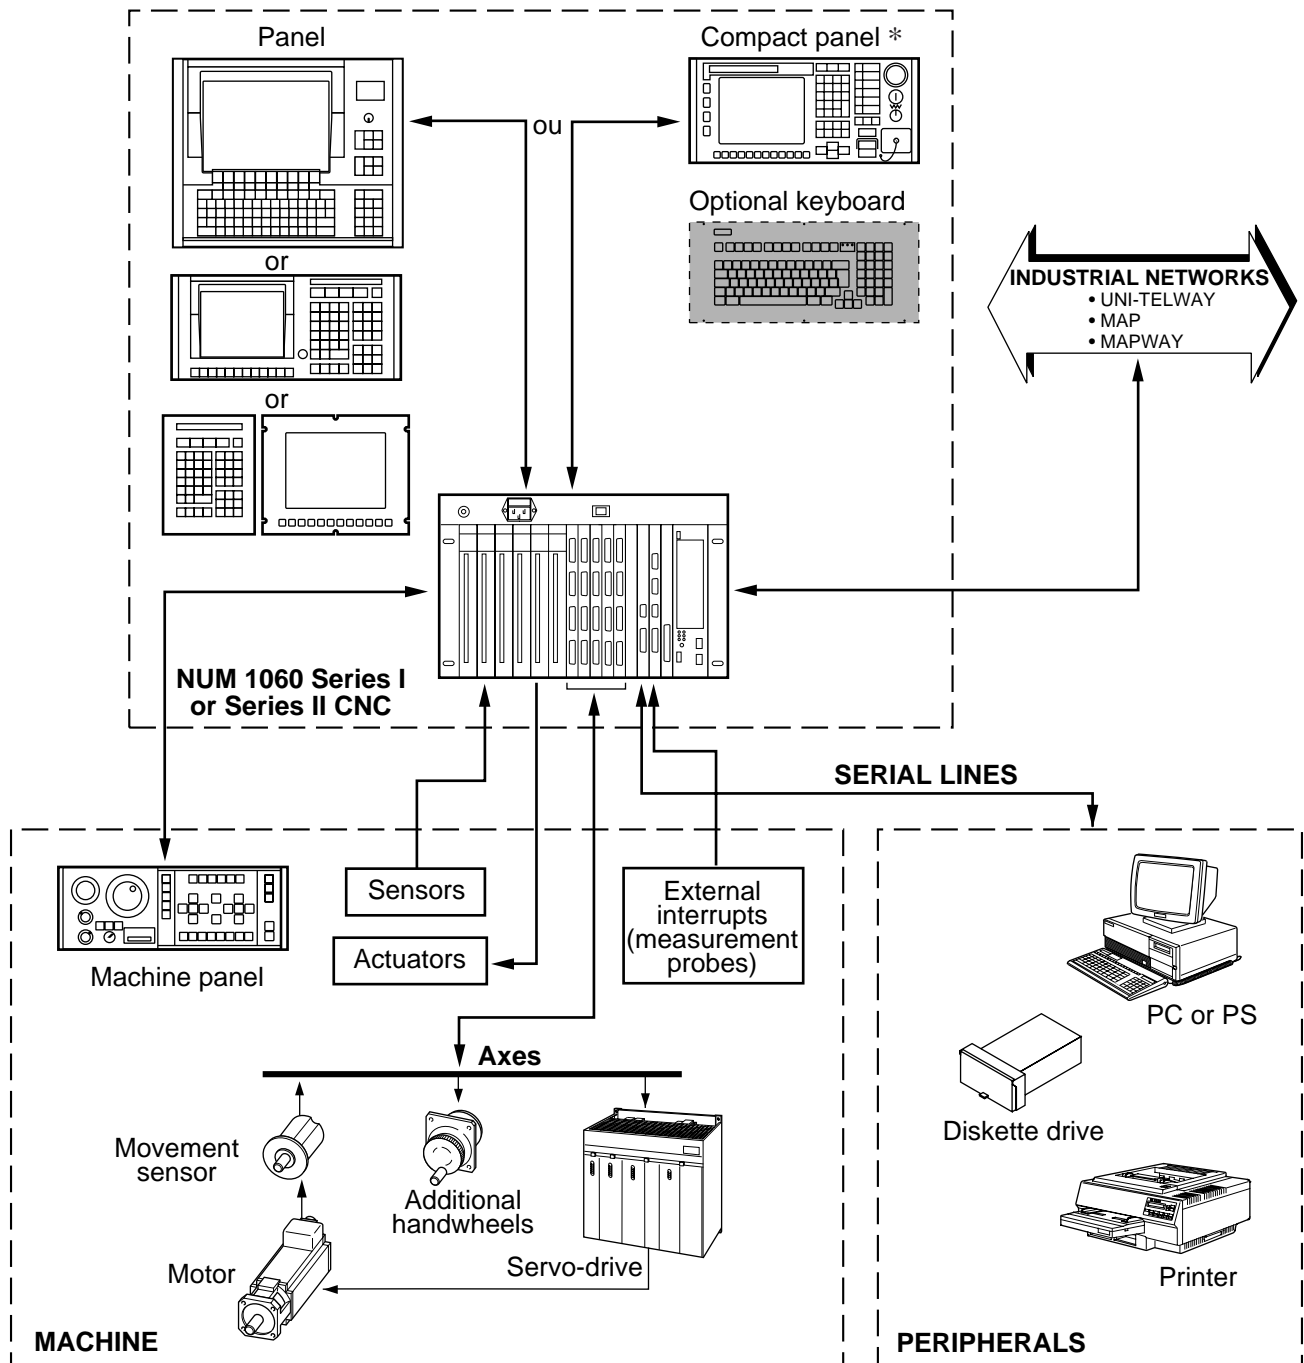 Panel
Compact panel *
ou
Optional keyboard
or
INDUSTRIAL NETWORKS
• UNI-TELWAY
• MAP
• MAPWAY
or
NUM 1060 Series I
or Series II CNC
SERIAL LINES
Sensors
External
interrupts
(measurement
probes)
Actuators
Machine panel
PC or PS
Axes
Diskette drive
Movement
sensor
Additional
handwheels
Servo-drive
Motor
Printer
MACHINE
PERIPHERALS